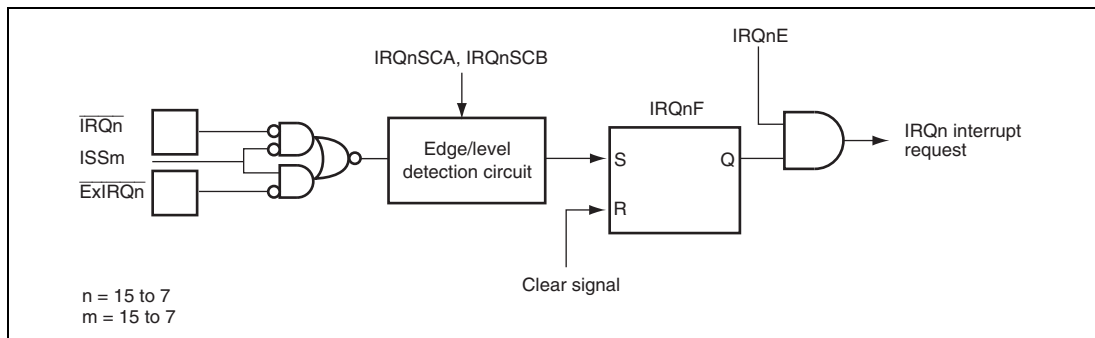 IRQnE
IRQnSCA, IRQnSCB
IRQnF
IRQn
ISSm
ExIRQn
Edge/level
detection circuit
S
Q
R
IRQn interrupt
request
Clear signal
n = 15 to 7
m = 15 to 7